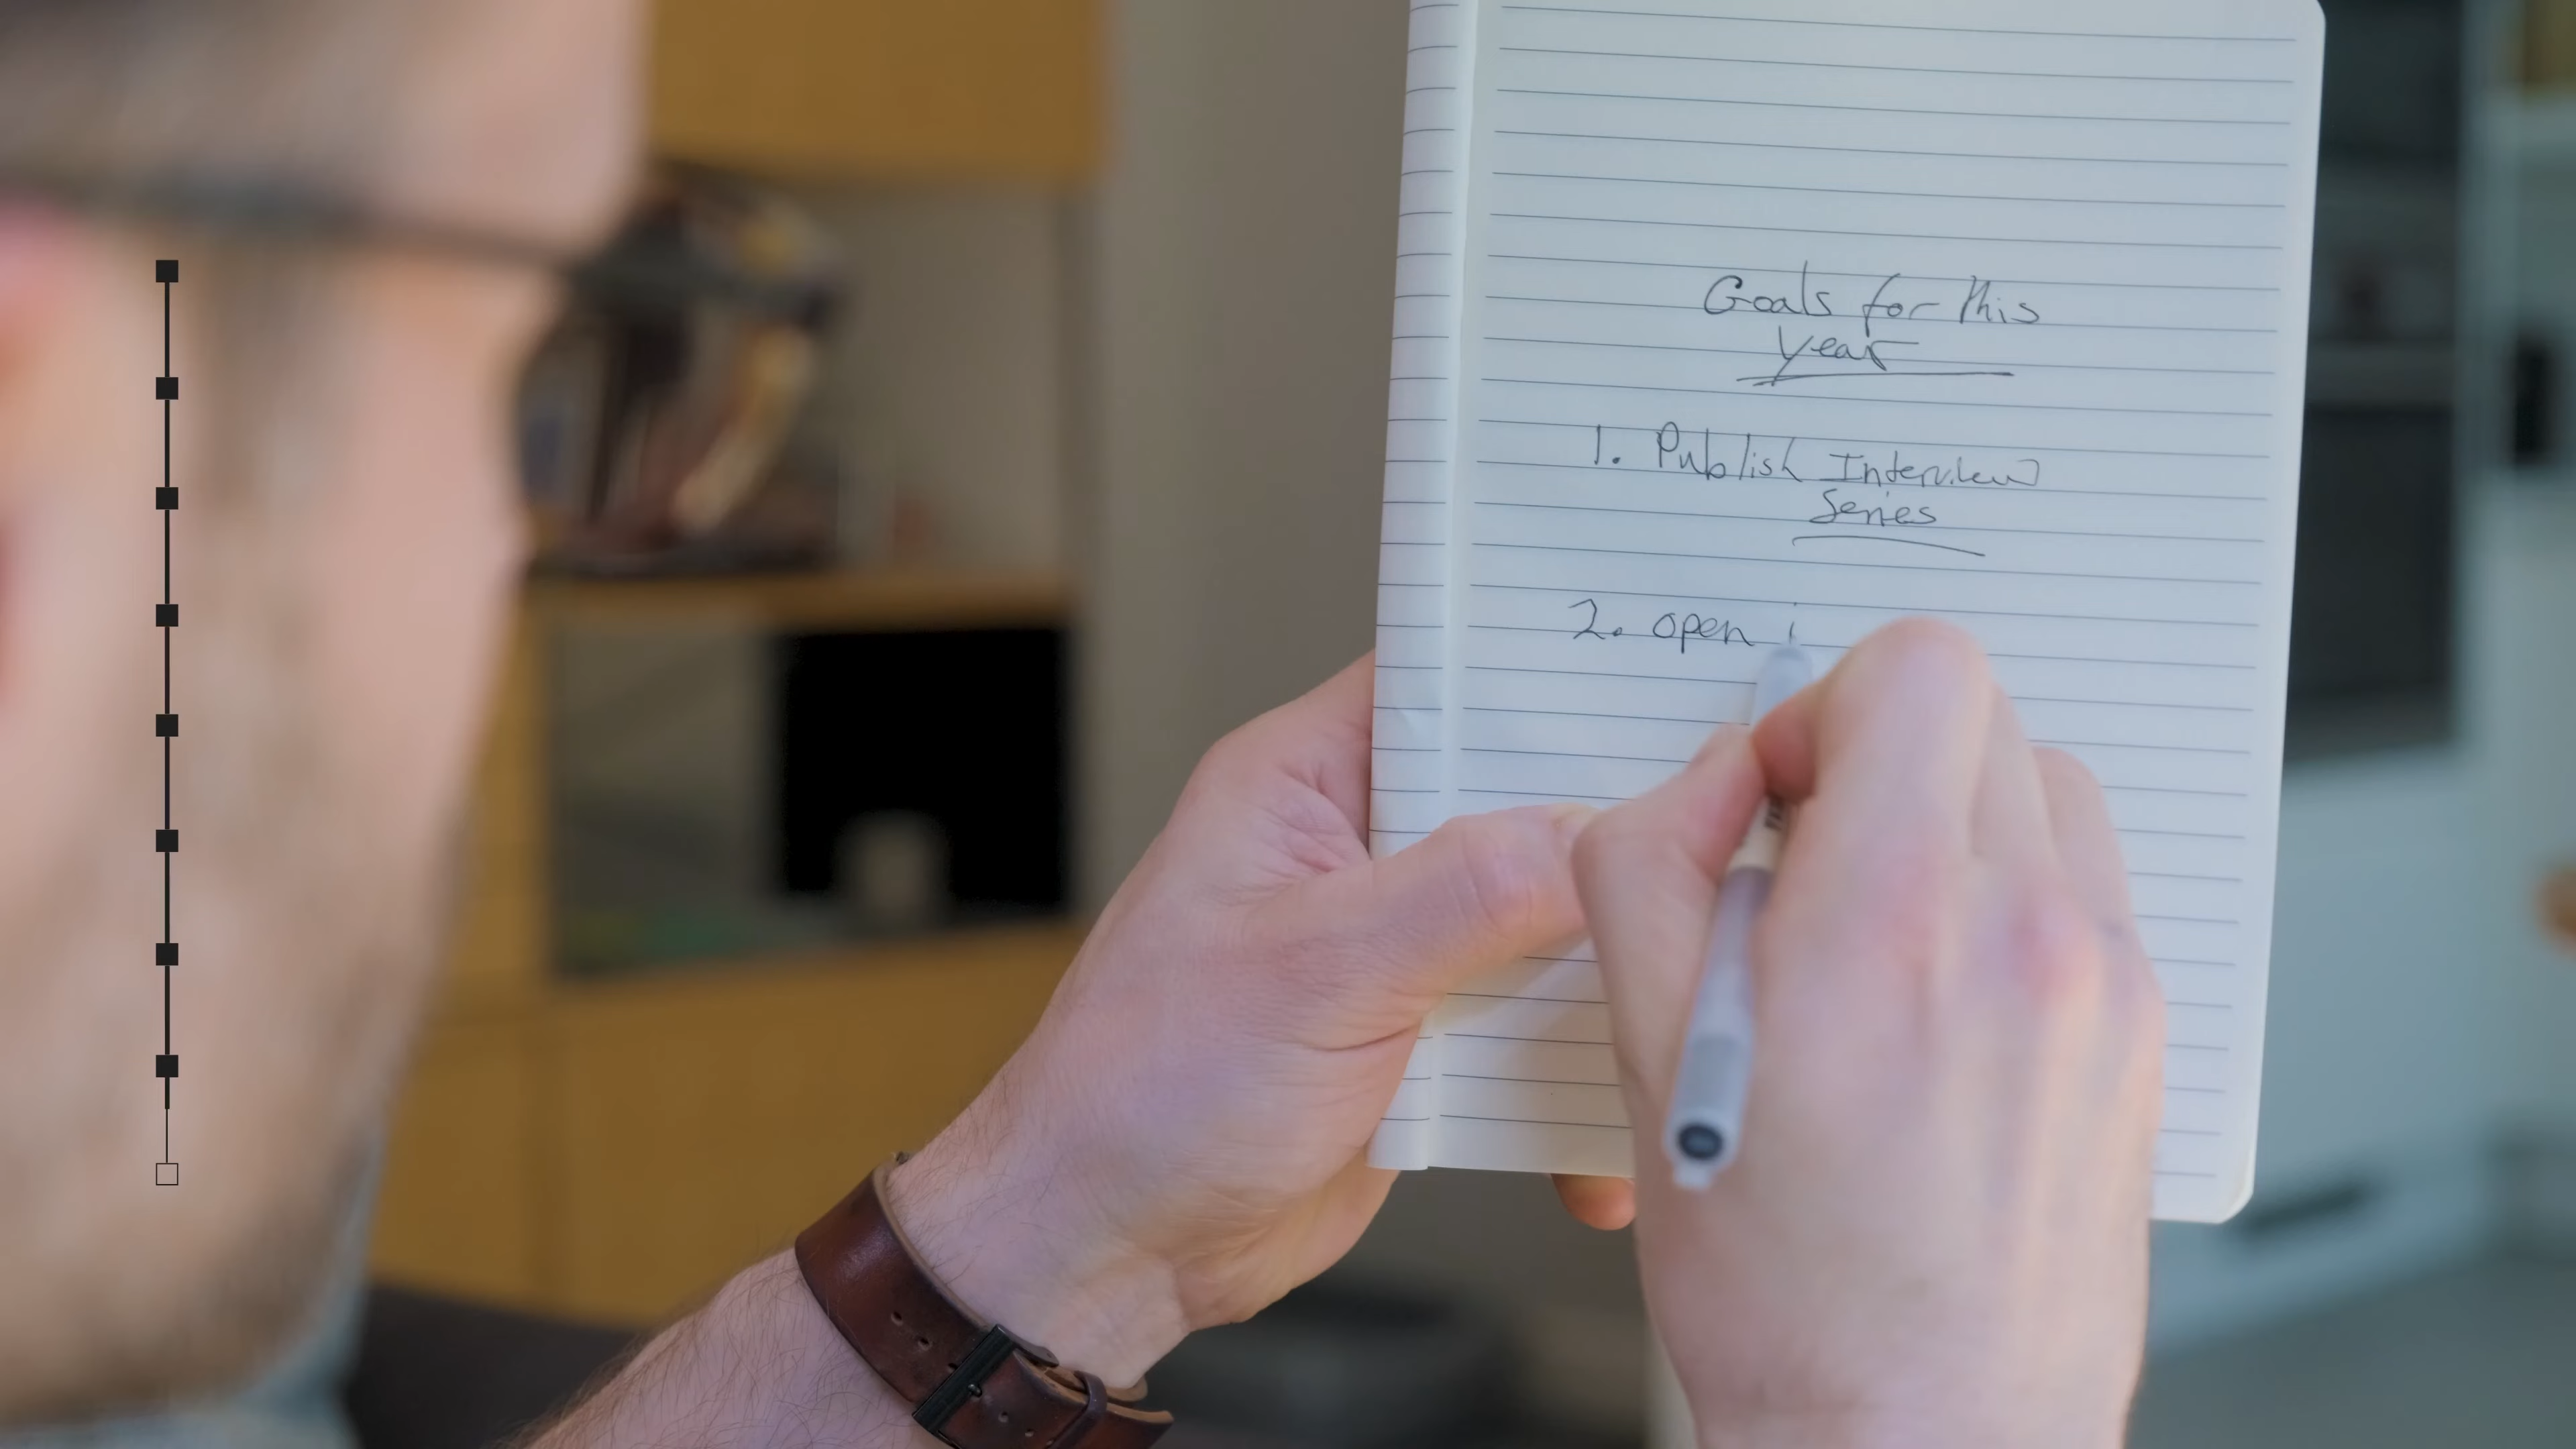 Goals for this
year
1. Publish Interview
Series
2. open i